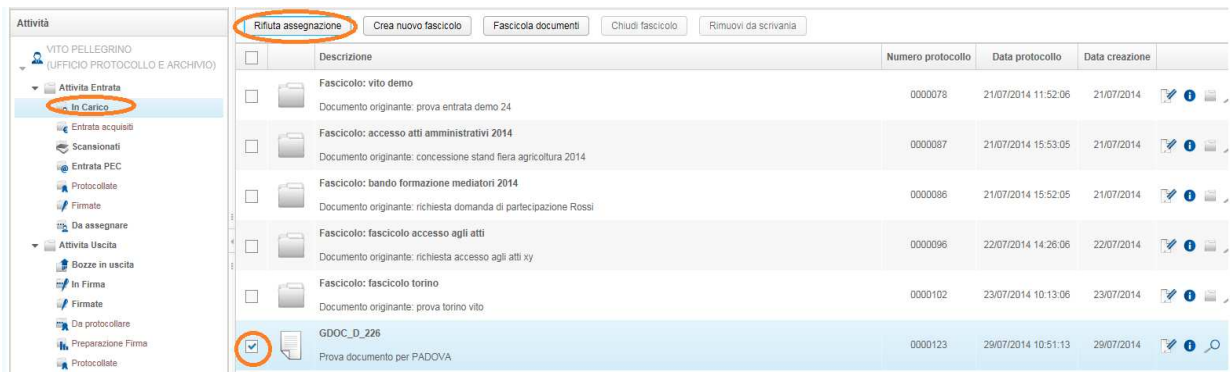 Attività
VITO PELLEGRINO
(UFFICIO PROTOCOLLO E ARCHIVIO)
Attivita Entrata
In Carico
Entrata acquisiti
Scansionati
Entrata PEC
Protocollate
Firmate
Da assegnare
Attivita Uscita
Bozze in uscita
In Firma
Firmate
Da protocollare
Preparazione Firma
Protocollate
Rifiuta assegnazione Crea nuovo fascicolo Fascicola documenti Chiudi fascicolo Rimuovi da scrivania
Descrizione Numero protocollo Data protocollo Data creazione
Fascicolo: vito demo
Documento originante: prova entrata demo 24
0000078 21/07/2014 11:52:06 21/07/2014
Fascicolo: accesso atti amministrativi 2014
Documento originante: concessione stand fiera agricoltura 2014
0000087 21/07/2014 15:53:05 21/07/2014
Fascicolo: bando formazione mediatori 2014
Documento originante: richiesta domanda di partecipazione Rossi
0000086 21/07/2014 15:52:05 21/07/2014
Fascicolo: fascicolo accesso agli atti
Documento originante: richiesta accesso agli atti xy
0000096 22/07/2014 14:26:06 22/07/2014
Fascicolo: fascicolo torino
Documento originante: prova torino vito
0000102 23/07/2014 10:13:06 23/07/2014
GDOC_D_226
Prova documento per PADOVA
0000123 29/07/2014 10:51:13 29/07/2014